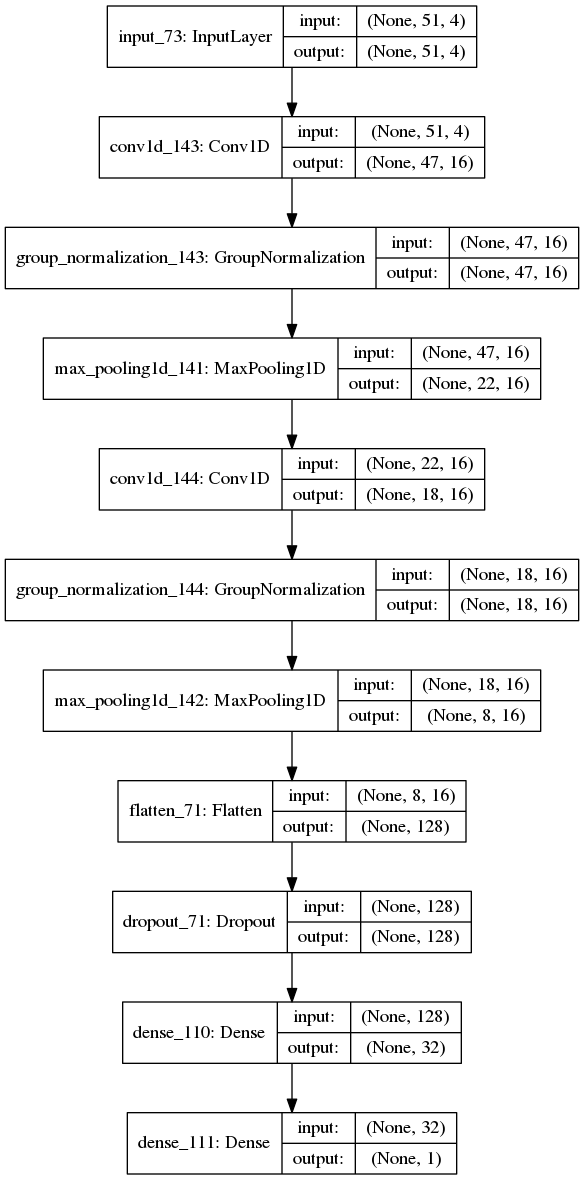 input_73: InputLayer
input:
(None, 51, 4)
output:
(None, 51, 4)
conv1d_143: Conv1D
input:
(None, 51, 4)
output:
(None, 47, 16)
group_normalization_143: GroupNormalization
input:
(None, 47, 16)
output:
(None, 47, 16)
max_pooling1d_141: MaxPooling1D
input:
(None, 47, 16)
output:
(None, 22, 16)
conv1d_144: Conv1D
input:
(None, 22, 16)
output:
(None, 18, 16)
group_normalization_144: GroupNormalization
input:
(None, 18, 16)
output:
(None, 18, 16)
max_pooling1d_142: MaxPooling1D
input:
(None, 18, 16)
output:
(None, 8, 16)
flatten_71: Flatten
input:
(None, 8, 16)
output:
(None, 128)
dropout_71: Dropout
input:
(None, 128)
output:
(None, 128)
dense_110: Dense
input:
(None, 128)
output:
(None, 32)
dense_111: Dense
input:
(None, 32)
output:
(None, 1)